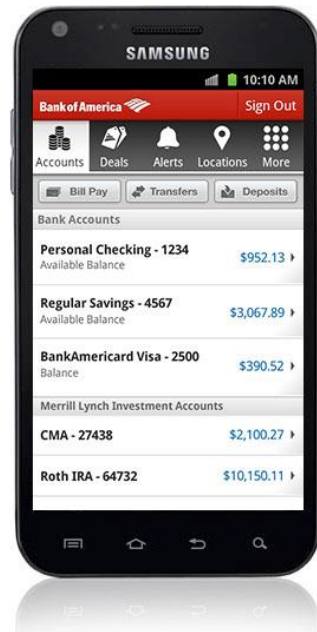 SAMSUNG
10:10 AM
Bank of America
Sign Out
Accounts Deals Alerts Locations More
Bill Pay Transfers Deposits
Bank Accounts
Personal Checking - 1234
Available Balance
$952.13
Regular Savings - 4567
Available Balance
$3,067.89
BankAmericard Visa - 2500
Balance
$390.52
Merrill Lynch Investment Accounts
CMA - 27438 $2,100.27
Roth IRA - 64732 $10,150.11